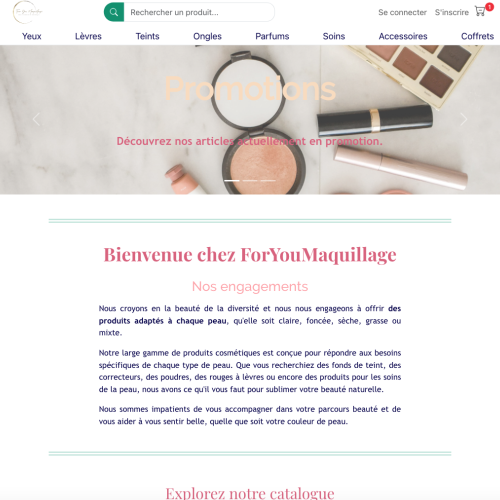 Rechercher un produit...
Se connecter
S'inscrire
1
Yeux
Lèvres
Teints
Ongles
Parfums
Soins
Accessoires
Coffrets
Promotions
Découvrez nos articles actuellement en promotion.
Bienvenue chez ForYouMaquillage
Nos engagements
Nous croyons en la beauté de la diversité et nous nous engageons à offrir des
produits adaptés à chaque peau, qu'elle soit claire, foncée, sèche, grasse ou
mixte.
Notre large gamme de produits cosmétiques est conçue pour répondre aux besoins
spécifiques de chaque type de peau. Que vous recherchiez des fonds de teint, des
correcteurs, des poudres, des rouges à lèvres ou encore des produits pour les soins
de la peau, nous avons ce qu'il vous faut pour sublimer votre beauté naturelle.
Nous sommes impatients de vous accompagner dans votre parcours beauté et de
vous aider à vous sentir belle, quelle que soit votre couleur de peau.
Explorez notre catalogue